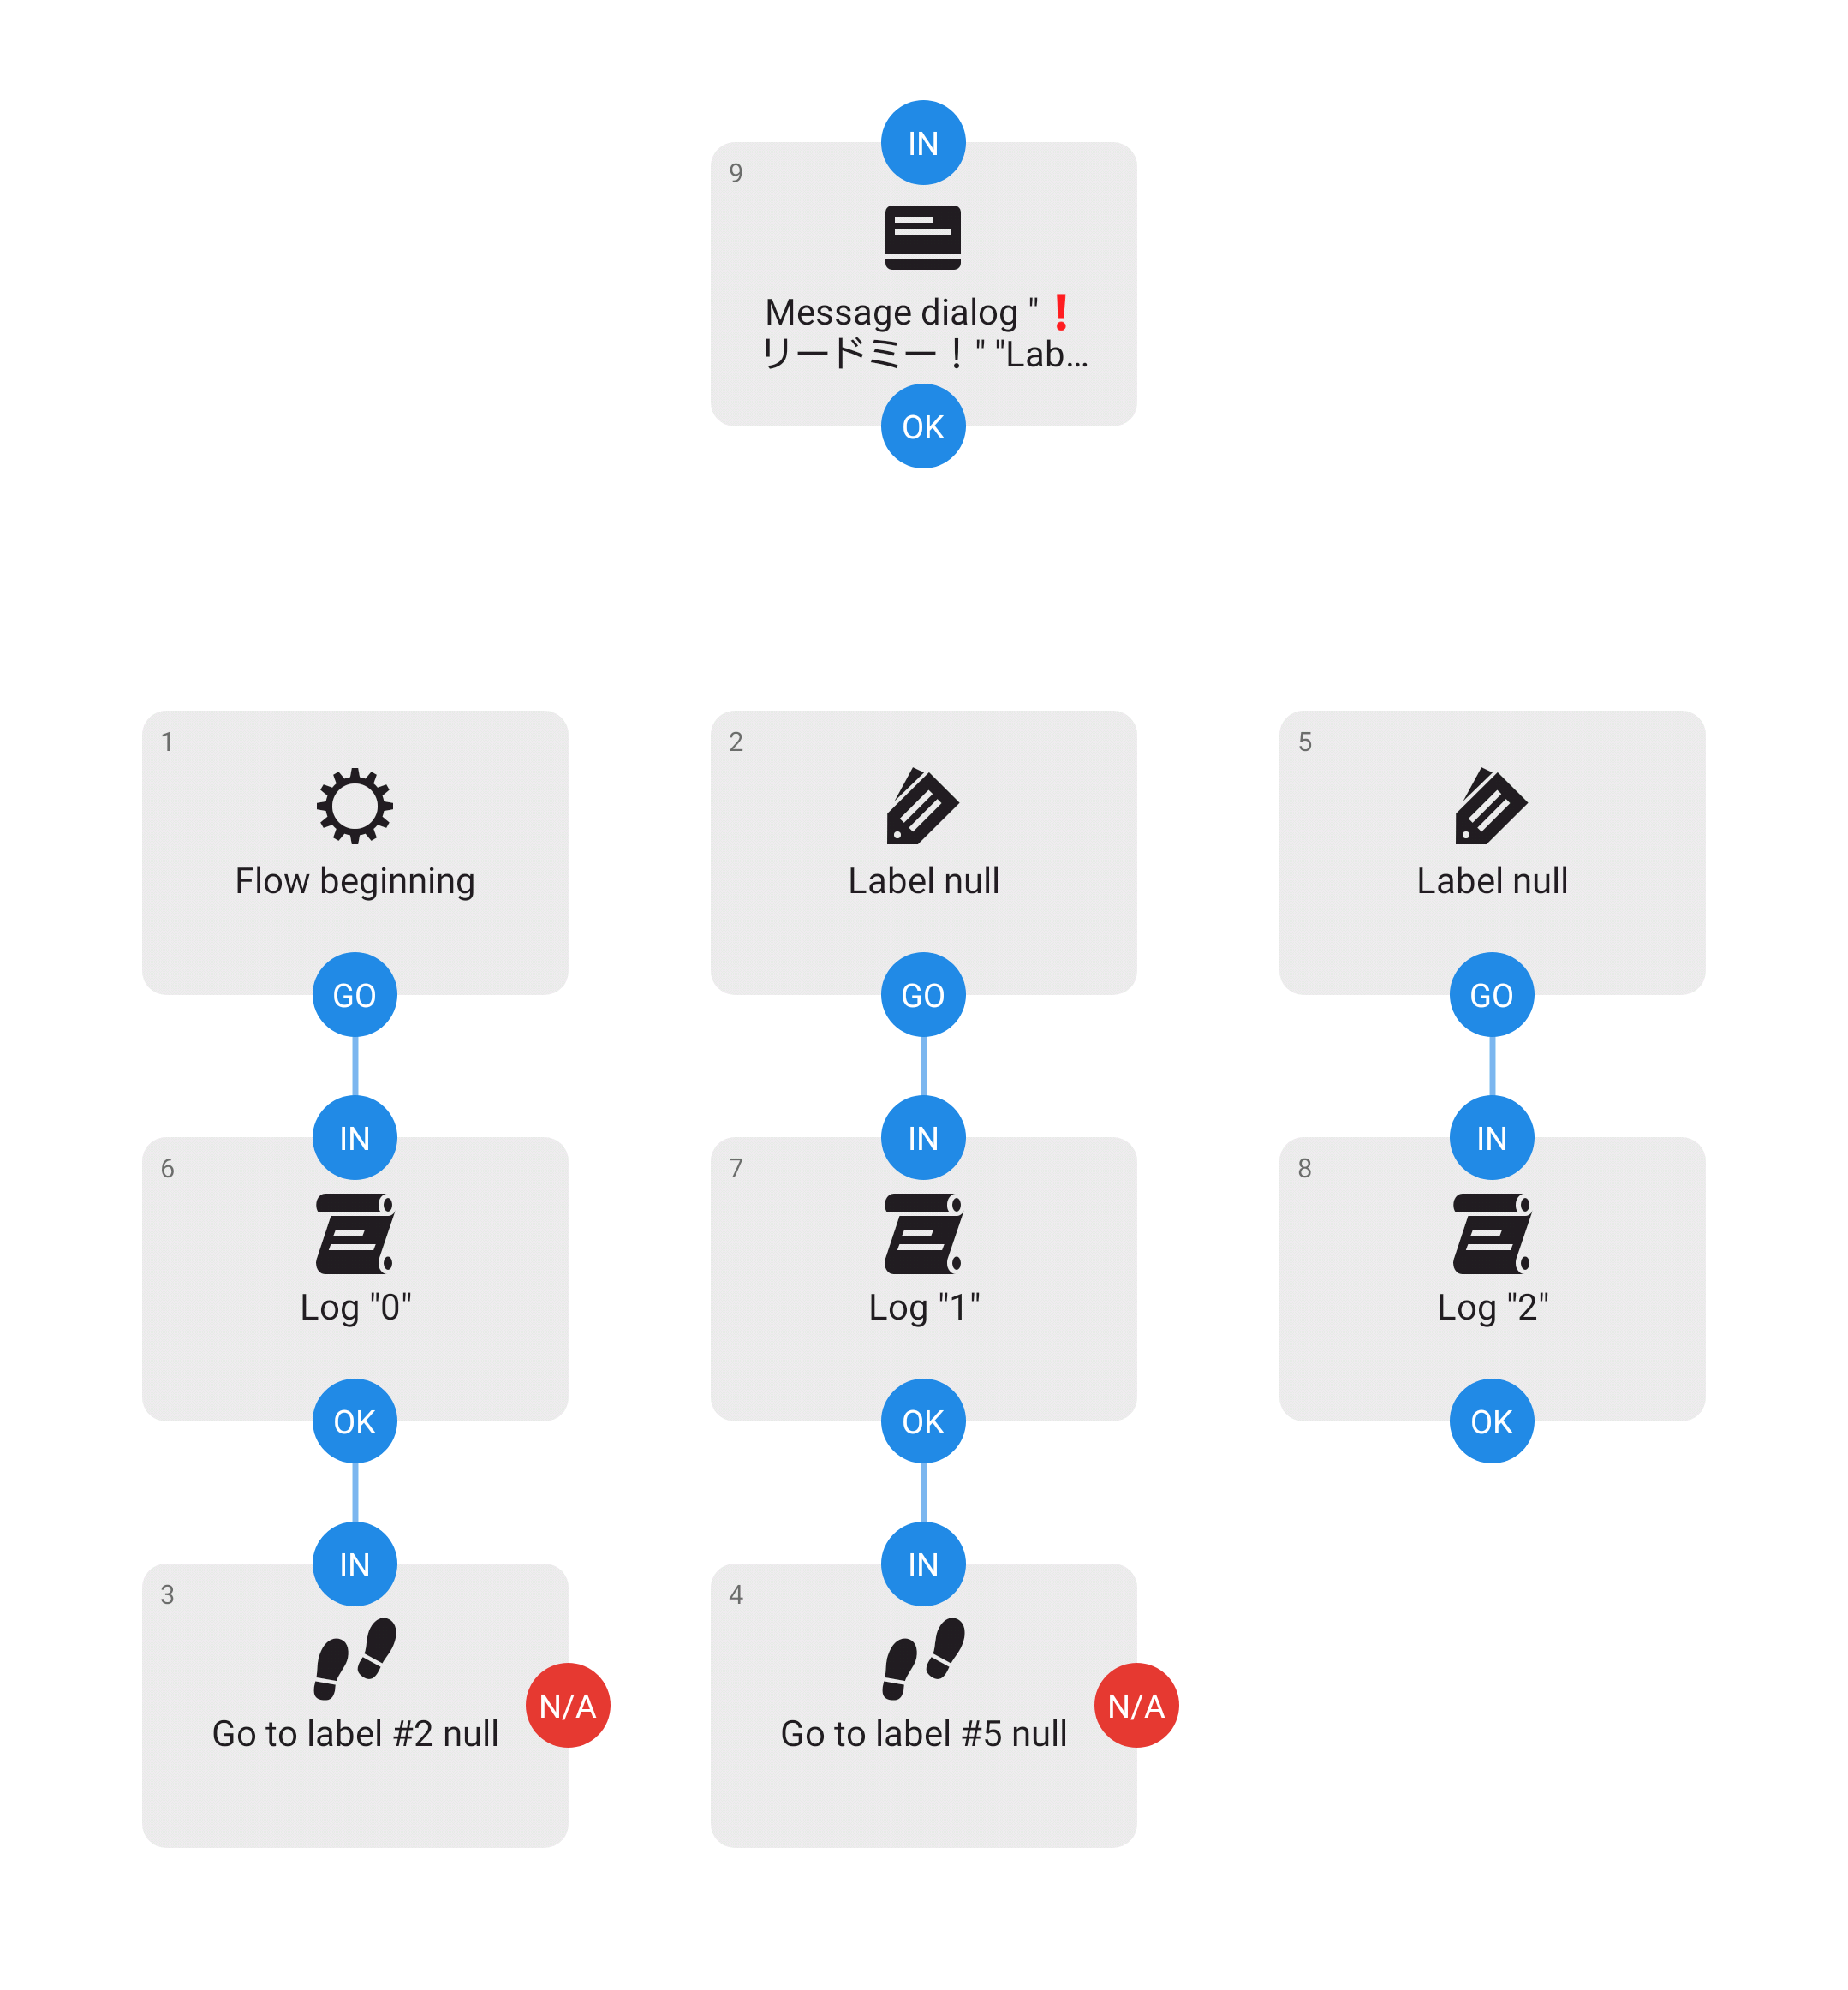 IN
9
Message dialog "❗
リードミー！" "Lab…
OK
1
Flow beginning
GO
2
Label null
GO
5
Label null
GO
IN
6
Log "0"
OK
IN
7
Log "1"
OK
IN
8
Log "2"
OK
IN
3
Go to label #2 null
N/A
IN
4
Go to label #5 null
N/A